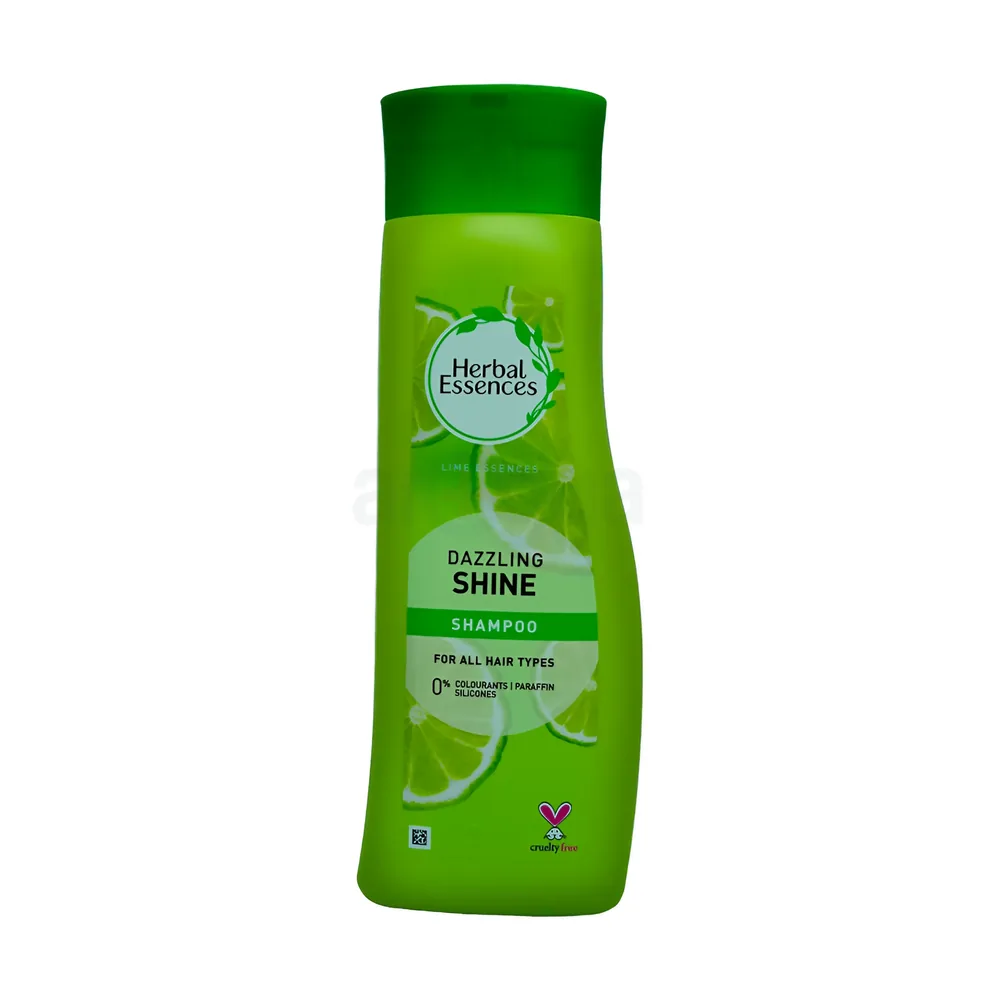 Herbal
Essences
LIME ESSENCES
DAZZLING
SHINE
SHAMPOO
FOR ALL HAIR TYPES
0% COLOURANTS | PARAFFIN
SILICONES
cruelty free